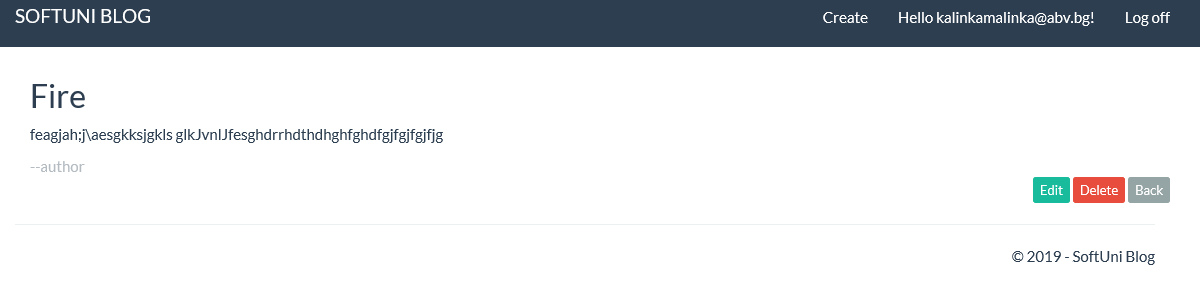 SOFTUNI BLOG Create Hello kalinkamalinka@abv.bg! Log off
Fire
feagjah;j\aesgkksjgkls glkJvnlJfesghdrrhdthdhghfghdfgjfgjfgjfjg
--author
Edit Delete Back
© 2019 - SoftUni Blog